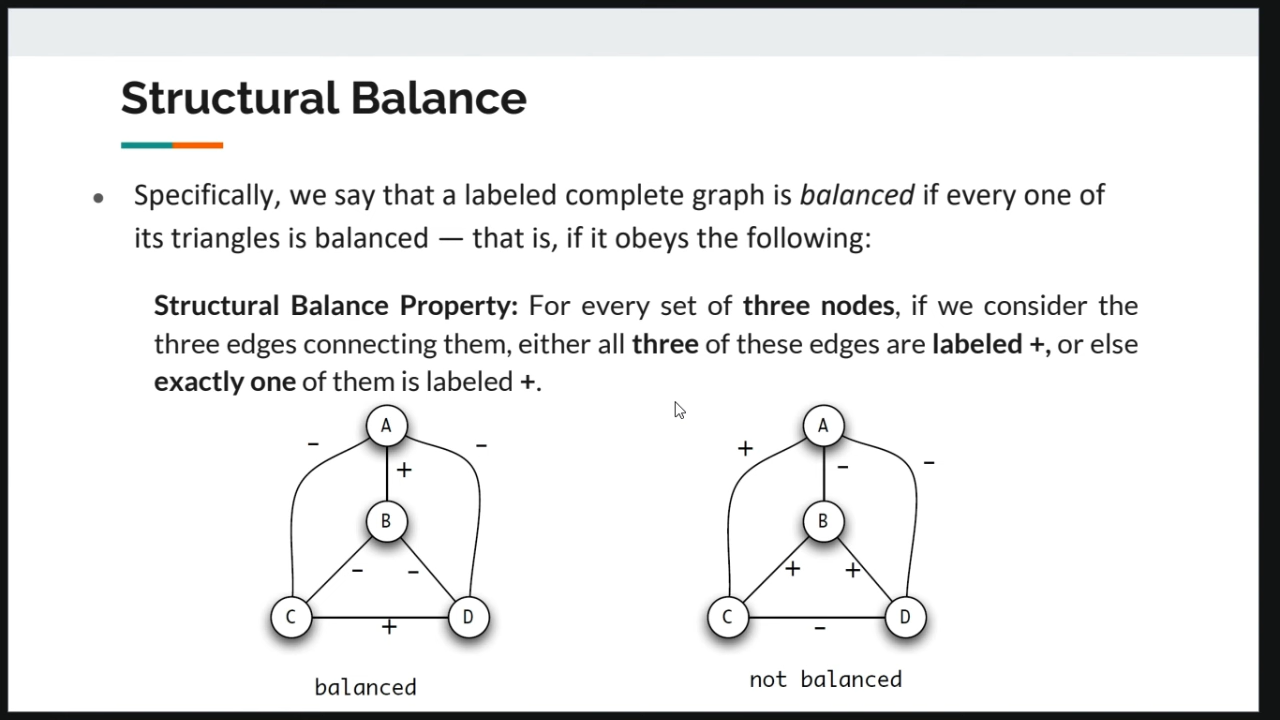 Structural Balance
● Specifically, we say that a labeled complete graph is balanced if every one of
its triangles is balanced — that is, if it obeys the following:
Structural Balance Property: For every set of three nodes, if we consider the
three edges connecting them, either all three of these edges are labeled +, or else
exactly one of them is labeled +.
A
- + -
B
- -
C D
+
balanced
A
+ - -
B
+ +
C D
-
not balanced